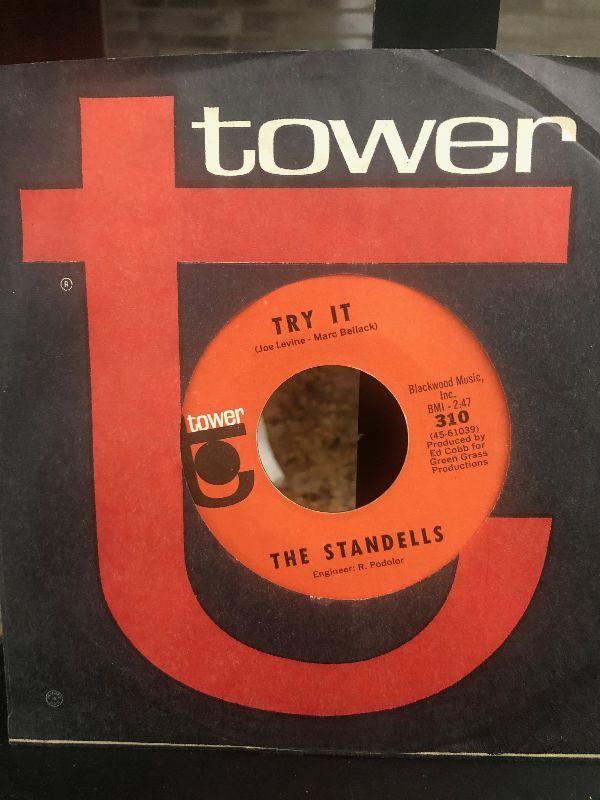 tower
®
TRY IT
(Joe Levine - Marc Bellack)
Blackwood Music,
Inc.
BMI - 2:47
310
(45-61039)
Produced by
Ed Cobb for
Green Grass
Productions
tower
THE STANDELLS
Engineer: R. Podolor